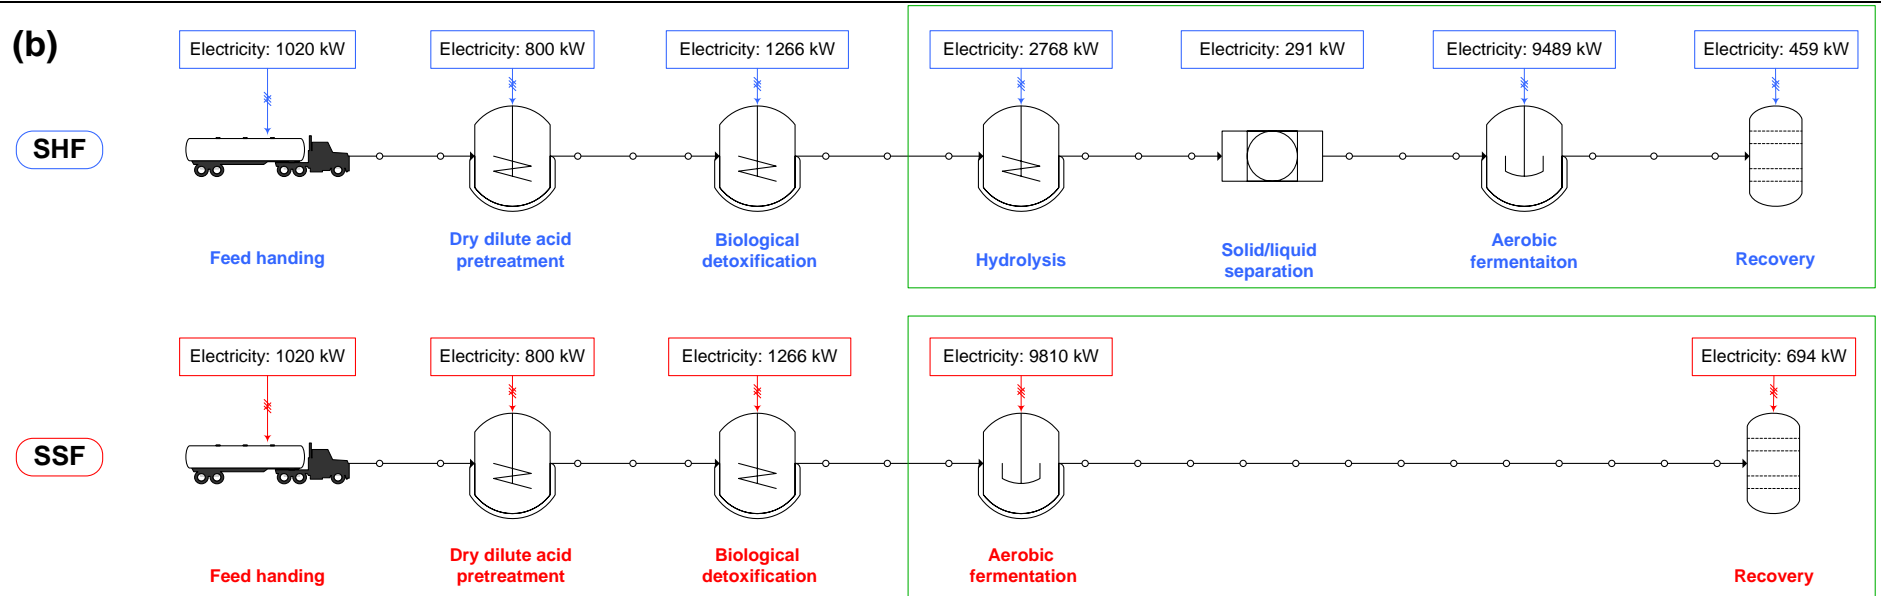 (b)
Electricity: 1020 kW
Electricity: 800 kW
Electricity: 1266 kW
Electricity: 2768 kW
Electricity: 291 kW
Electricity: 9489 kW
Electricity: 459 kW
SHF
Feed handing
Dry dilute acid
pretreatment
Biological
detoxification
Hydrolysis
Solid/liquid
separation
Aerobic
fermentaiton
Recovery
Electricity: 1020 kW
Electricity: 800 kW
Electricity: 1266 kW
Electricity: 9810 kW
Electricity: 694 kW
SSF
Feed handing
Dry dilute acid
pretreatment
Biological
detoxification
Aerobic
fermentation
Recovery